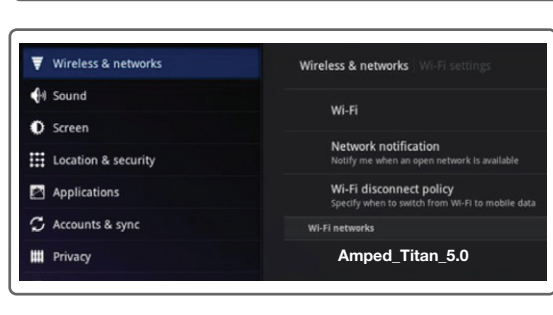 Wireless & networks
Sound
Screen
Location & security
Applications
Accounts & sync
Privacy
Wireless & networks Wi-Fi settings
Wi-Fi
Network notification
Notify me when an open network is available
Wi-Fi disconnect policy
Specify when to switch from Wi-Fi to mobile data
Wi-Fi networks
Amped_Titan_5.0